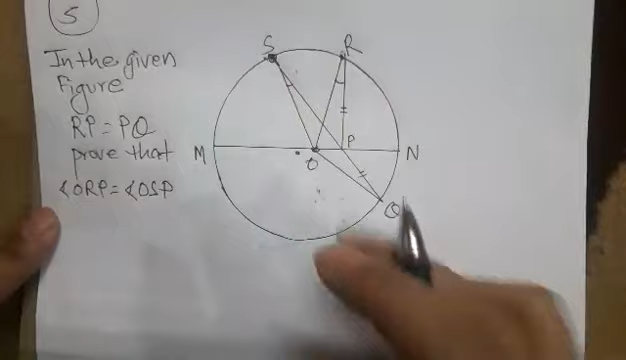 5
In the given
figure
RP = PQ
prove that
∢ORP = ∢OSP
S
R
M
P
N
O
Q